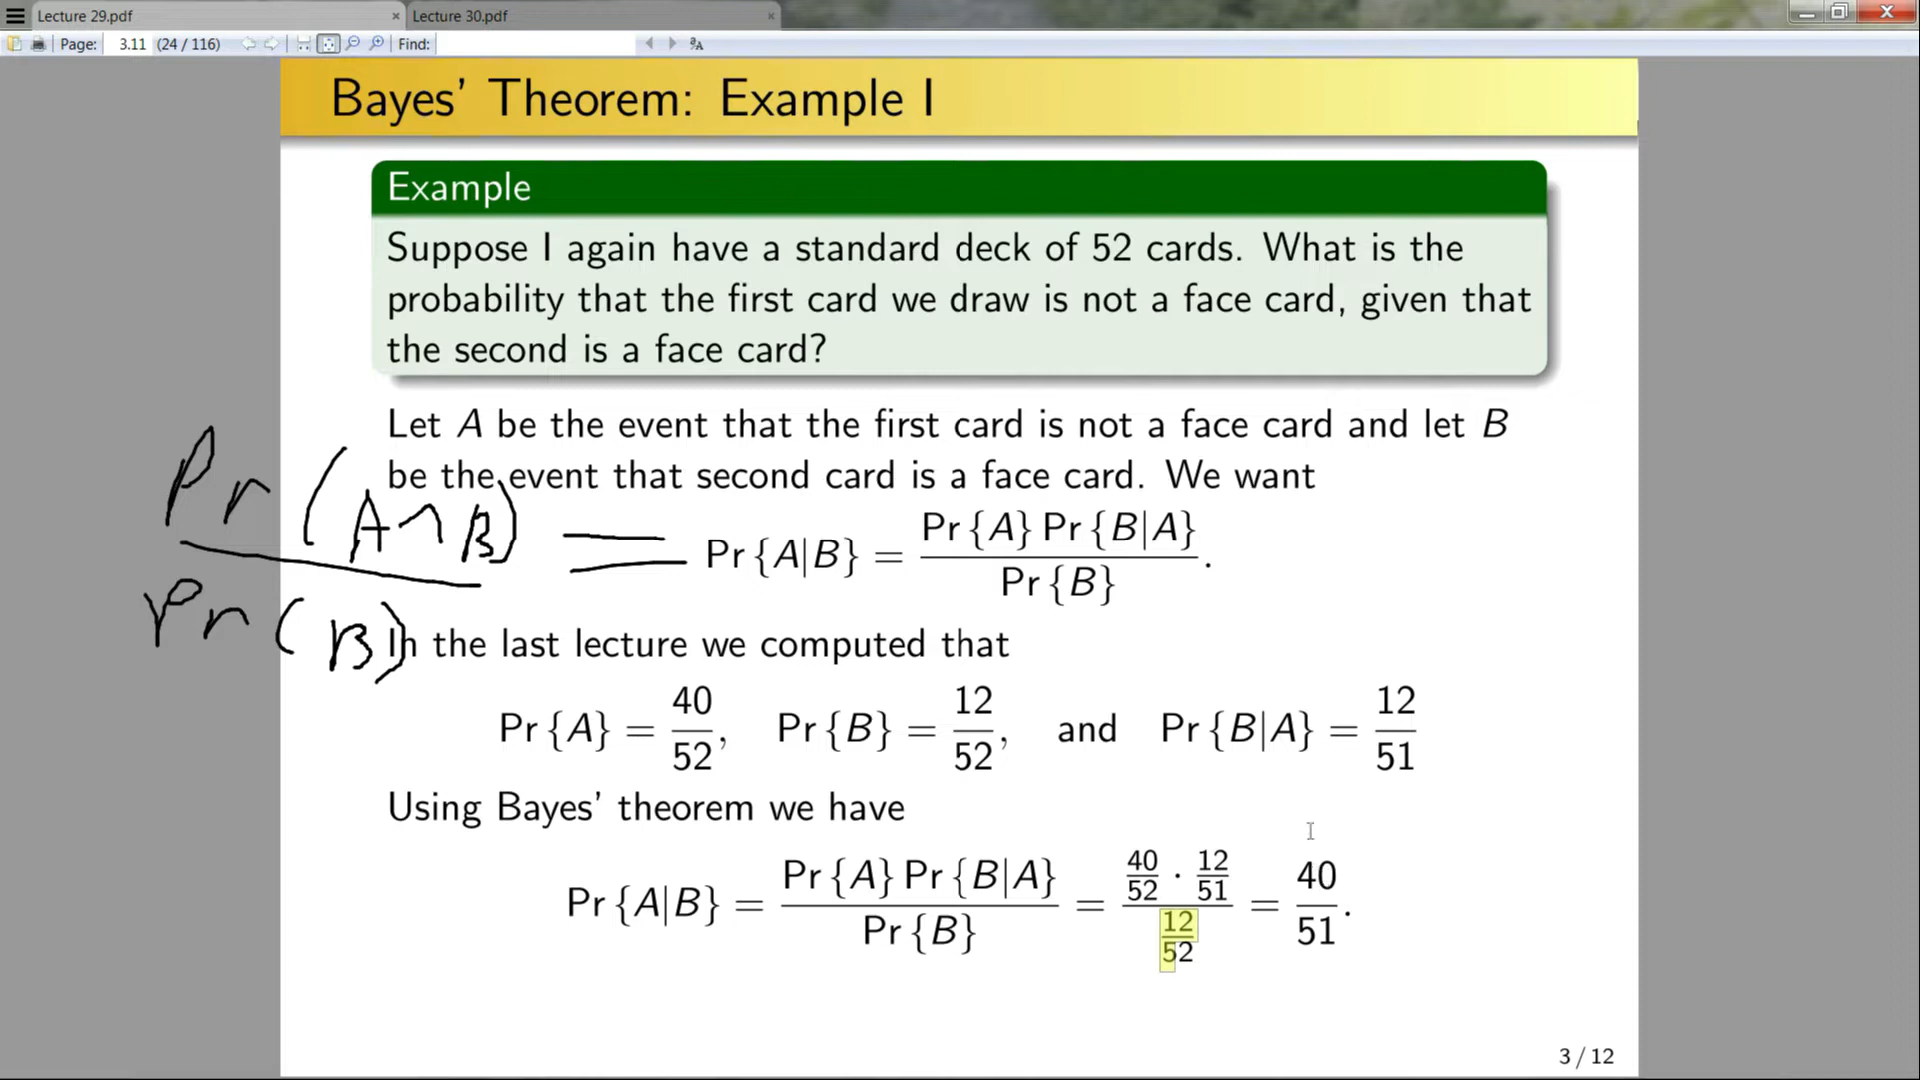 Lecture 29.pdf × Lecture 30.pdf ×
Page: 3.11 (24 / 116) Find:
Bayes' Theorem: Example I
Example
Suppose I again have a standard deck of 52 cards. What is the
probability that the first card we draw is not a face card, given that
the second is a face card?
Let A be the event that the first card is not a face card and let B
be the event that second card is a face card. We want
Pr(A∩B) / Pr(B) = Pr{A|B} = Pr{A} Pr{B|A} / Pr{B}.
In the last lecture we computed that
Pr{A} = 40/52, Pr{B} = 12/52, and Pr{B|A} = 12/51
Using Bayes' theorem we have
Pr{A|B} = Pr{A} Pr{B|A} / Pr{B} = 40/52 · 12/51 / 12/52 = 40/51.
3 / 12